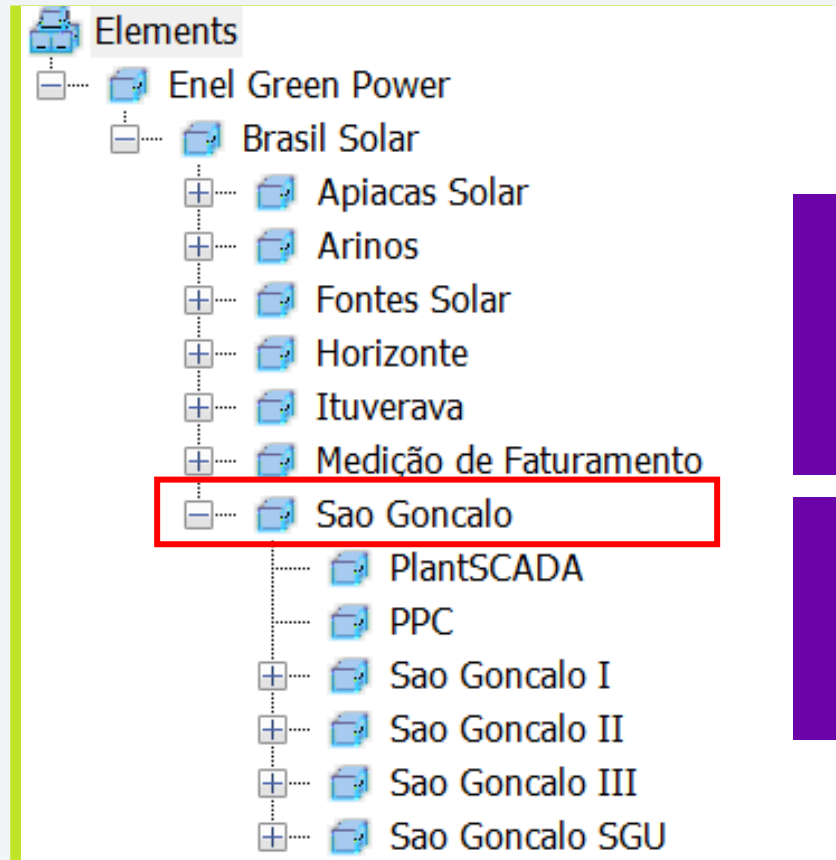 Elements
Enel Green Power
Brasil Solar
Apiacas Solar
Arinos
Fontes Solar
Horizonte
Ituverava
Medição de Faturamento
Sao Goncalo
PlantSCADA
PPC
Sao Goncalo I
Sao Goncalo II
Sao Goncalo III
Sao Goncalo SGU